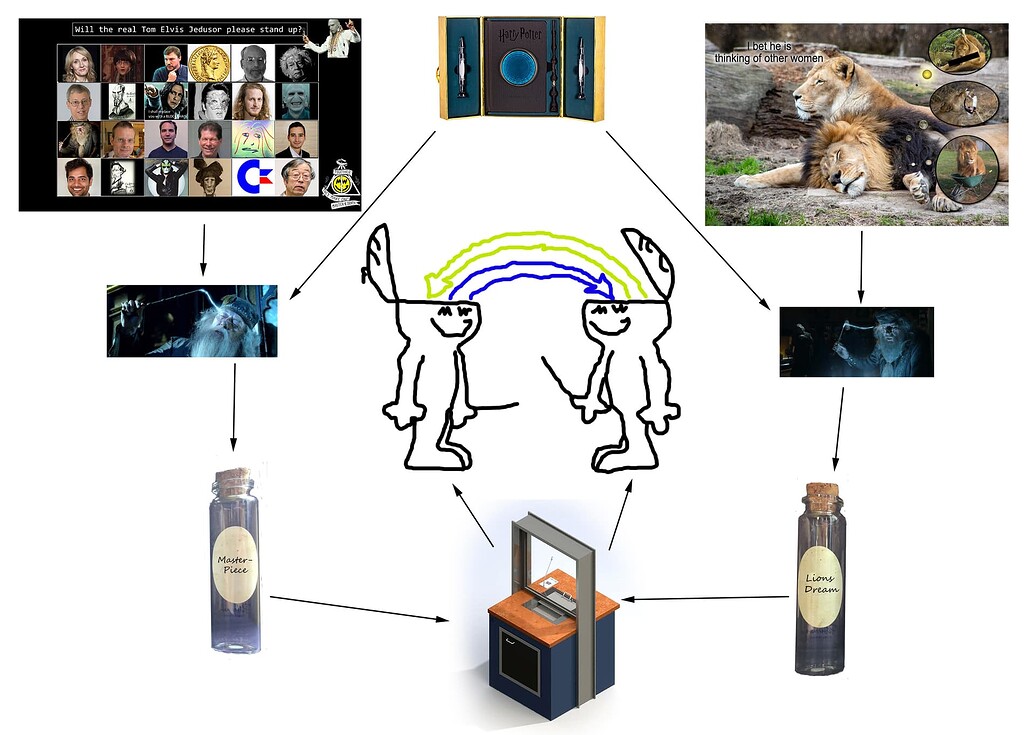 Will the real Tom Elvis Jedusor please stand up?
Harry Potter
I bet he is
thinking of other women
Master-
Piece
Lions
Dream